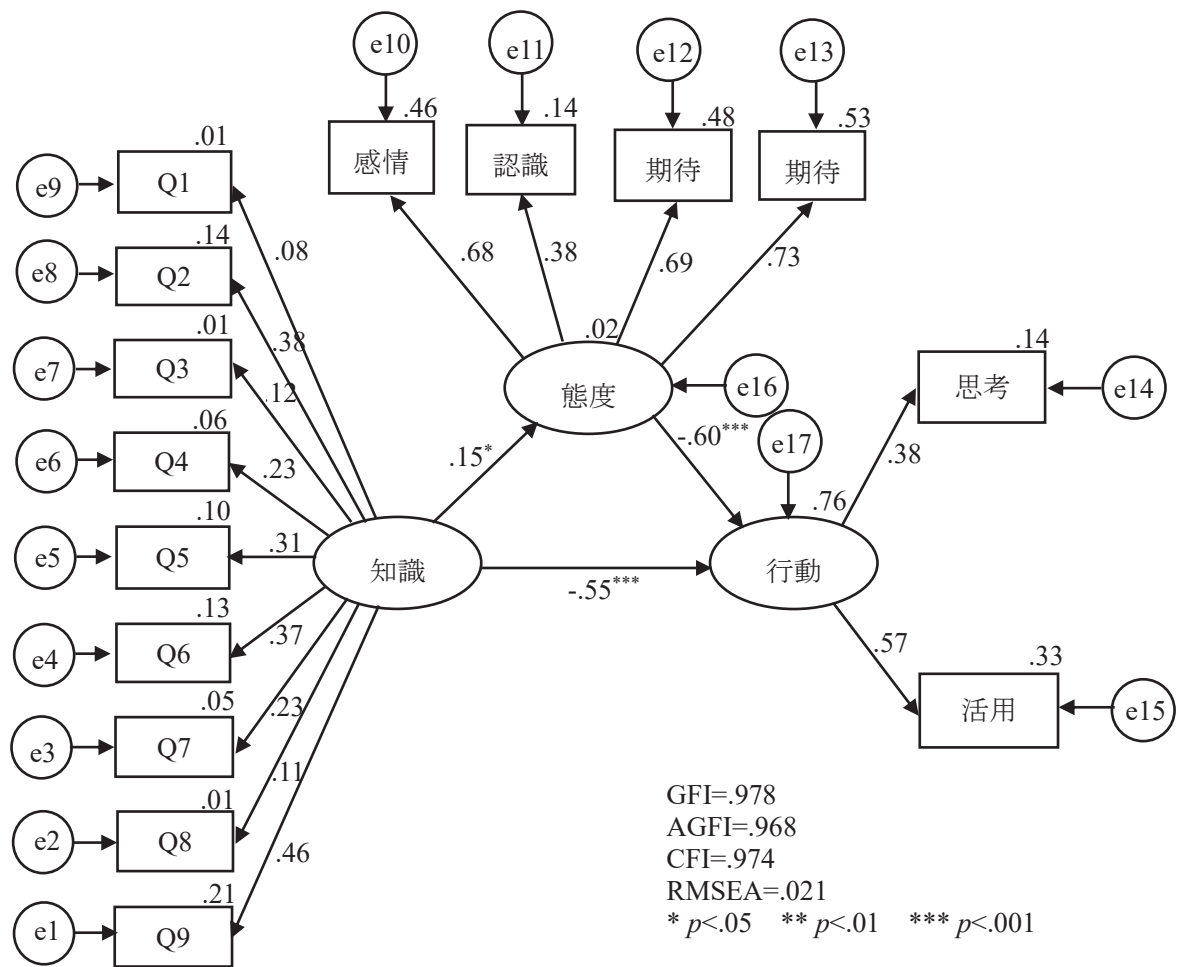 e10
e11
e12
e13
.46
.14
.48
.53
感情
認識
期待
期待
.68
.38
.69
.73
.01
e9
Q1
.08
.14
e8
Q2
.38
.01
e7
Q3
.12
.06
e6
Q4
.23
.10
e5
Q5
.31
.13
e4
Q6
.37
.05
e3
Q7
.23
.01
e2
Q8
.11
.21
e1
Q9
.46
知識
.15*
.02
態度
e16
-.60***
e17
-.55***
.76
行動
.14
思考
e14
.38
.57
.33
活用
e15
GFI=.978
AGFI=.968
CFI=.974
RMSEA=.021
* p<.05 ** p<.01 *** p<.001